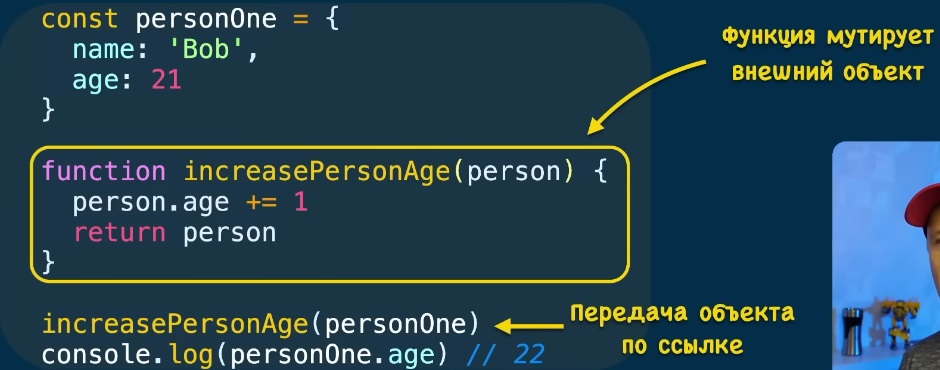 const personOne = {
  name: 'Bob',
  age: 21
}
Функция мутирует
внешний объект
function increasePersonAge(person) {
  person.age += 1
  return person
}
increasePersonAge(personOne)
Передача объекта
по ссылке
console.log(personOne.age) // 22